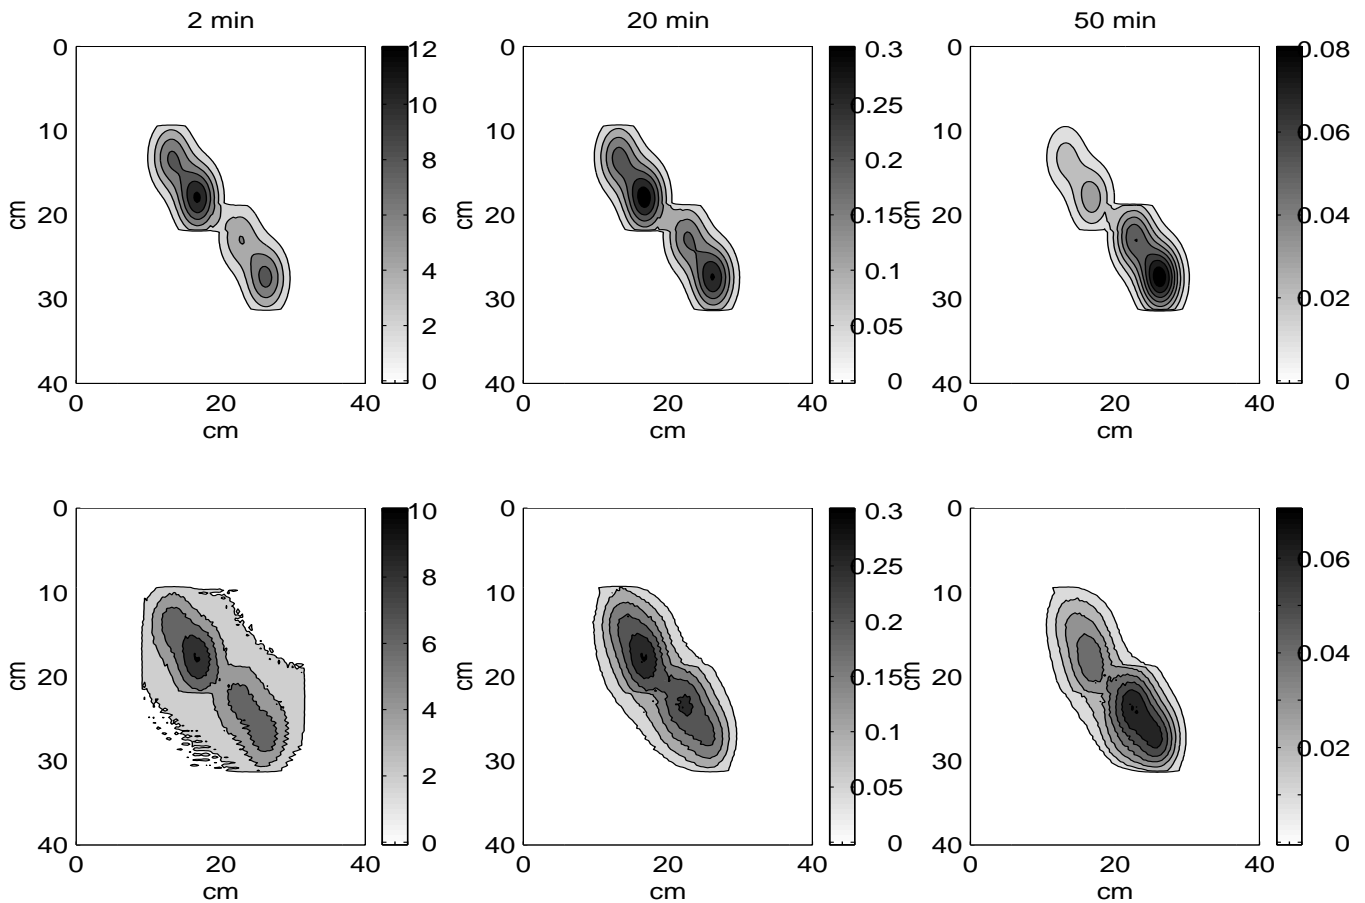 2 min 20 min 50 min
0 12 0 0.3 0 0.08
10 10 10 0.25 10 0.06
8 0.2
20 6 20 0.15 20 0.04
cm cm cm
30 4 30 0.1 30 0.02
2 0.05
40 0 40 0 40 0
0 20 40 0 20 40 0 20 40
cm cm cm
0 10 0 0.3 0
10 8 10 0.25 10 0.06
6 0.2
20 20 0.15 20 0.04
cm cm cm
4 0.1
30 30 30 0.02
2 0.05
40 0 40 0 40 0
0 20 40 0 20 40 0 20 40
cm cm cm